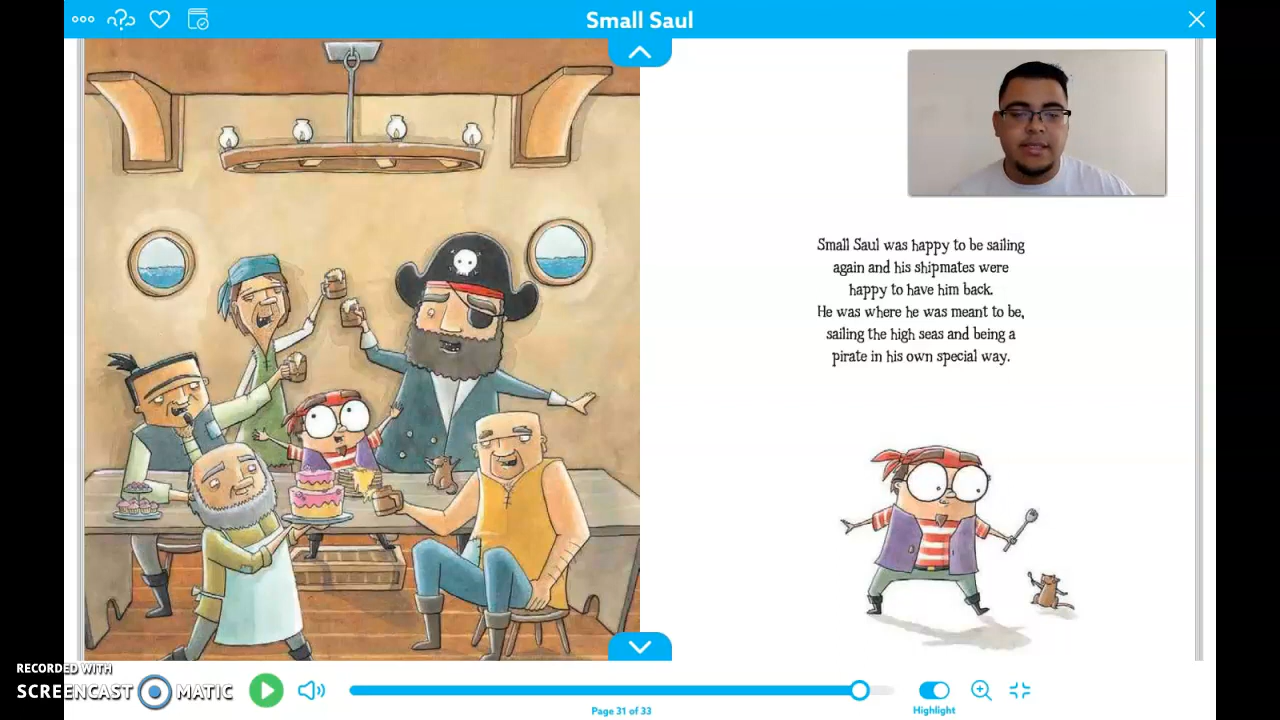 Small Saul
Small Saul was happy to be sailing
again and his shipmates were
happy to have him back.
He was where he was meant to be,
sailing the high seas and being a
pirate in his own special way.
RECORDED WITH
SCREENCAST MATIC
Page 31 of 33
Highlight